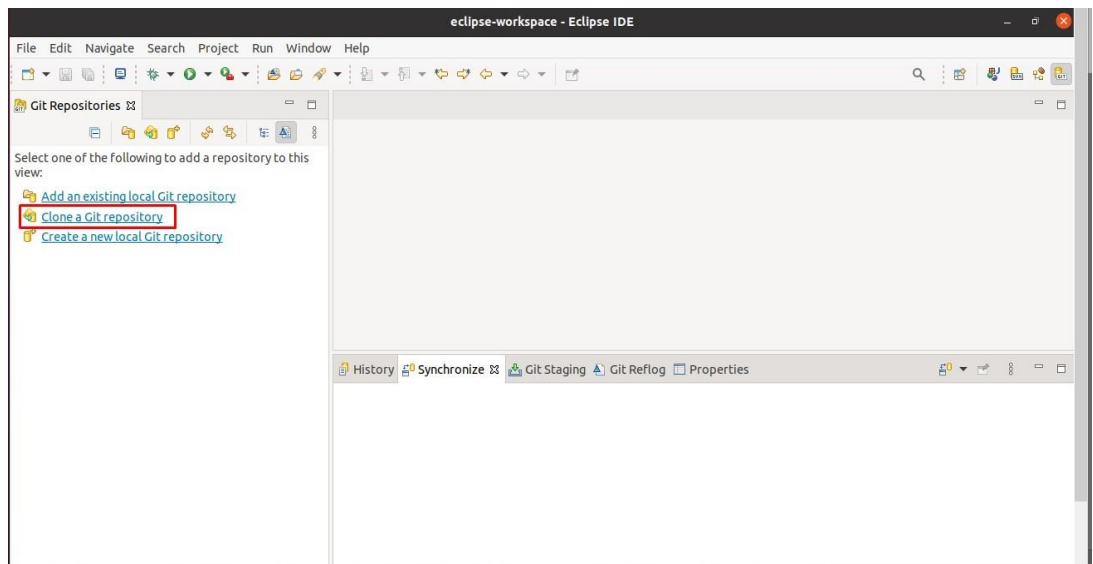 eclipse-workspace - Eclipse IDE
File Edit Navigate Search Project Run Window Help
Git Repositories
Select one of the following to add a repository to this
view:
Add an existing local Git repository
Clone a Git repository
Create a new local Git repository
History Synchronize Git Staging Git Reflog Properties